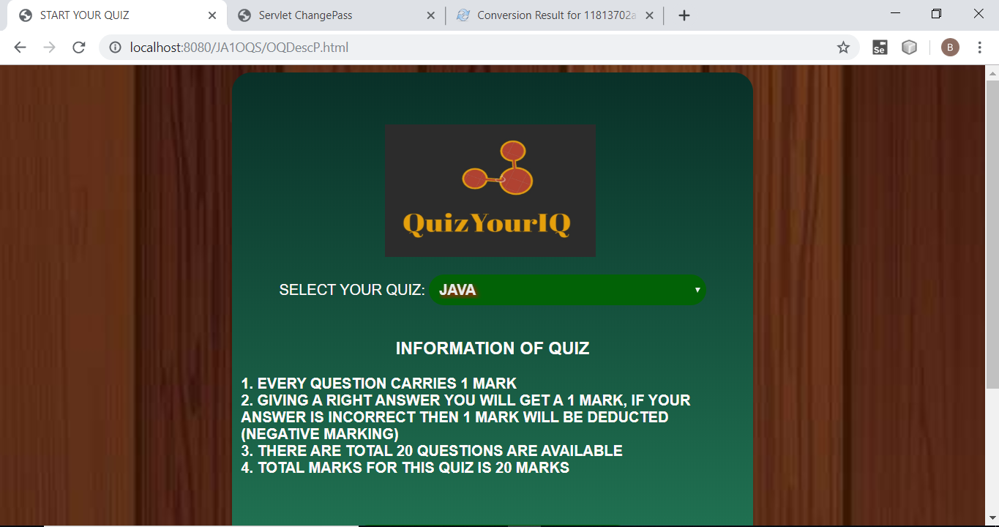 START YOUR QUIZ
Servlet ChangePass
Conversion Result for 11813702a
localhost:8080/JA1OQS/OQDescP.html
Se
B
QuizYourIQ
SELECT YOUR QUIZ: JAVA
INFORMATION OF QUIZ
1. EVERY QUESTION CARRIES 1 MARK
2. GIVING A RIGHT ANSWER YOU WILL GET A 1 MARK, IF YOUR
ANSWER IS INCORRECT THEN 1 MARK WILL BE DEDUCTED
(NEGATIVE MARKING)
3. THERE ARE TOTAL 20 QUESTIONS ARE AVAILABLE
4. TOTAL MARKS FOR THIS QUIZ IS 20 MARKS